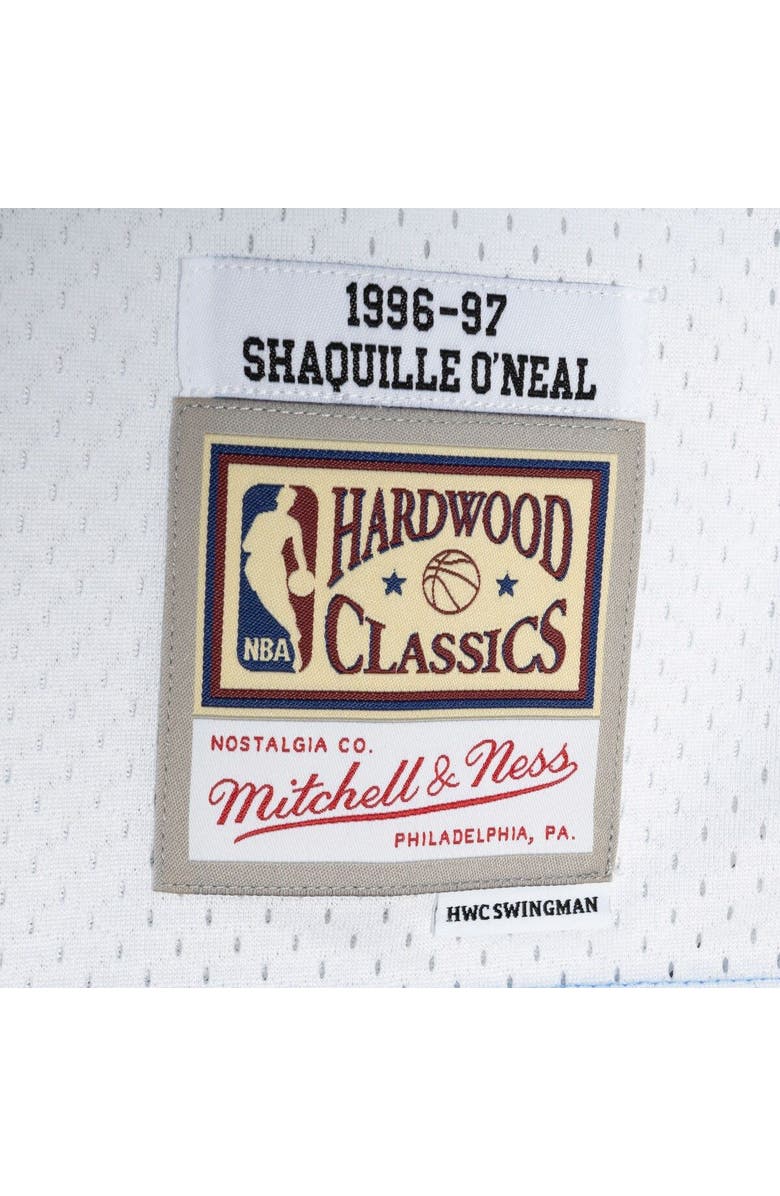 1996-97
SHAQUILLE O'NEAL
HARDWOOD
CLASSICS
NBA
NOSTALGIA CO.
Mitchell & Ness
PHILADELPHIA, PA.
HWC SWINGMAN